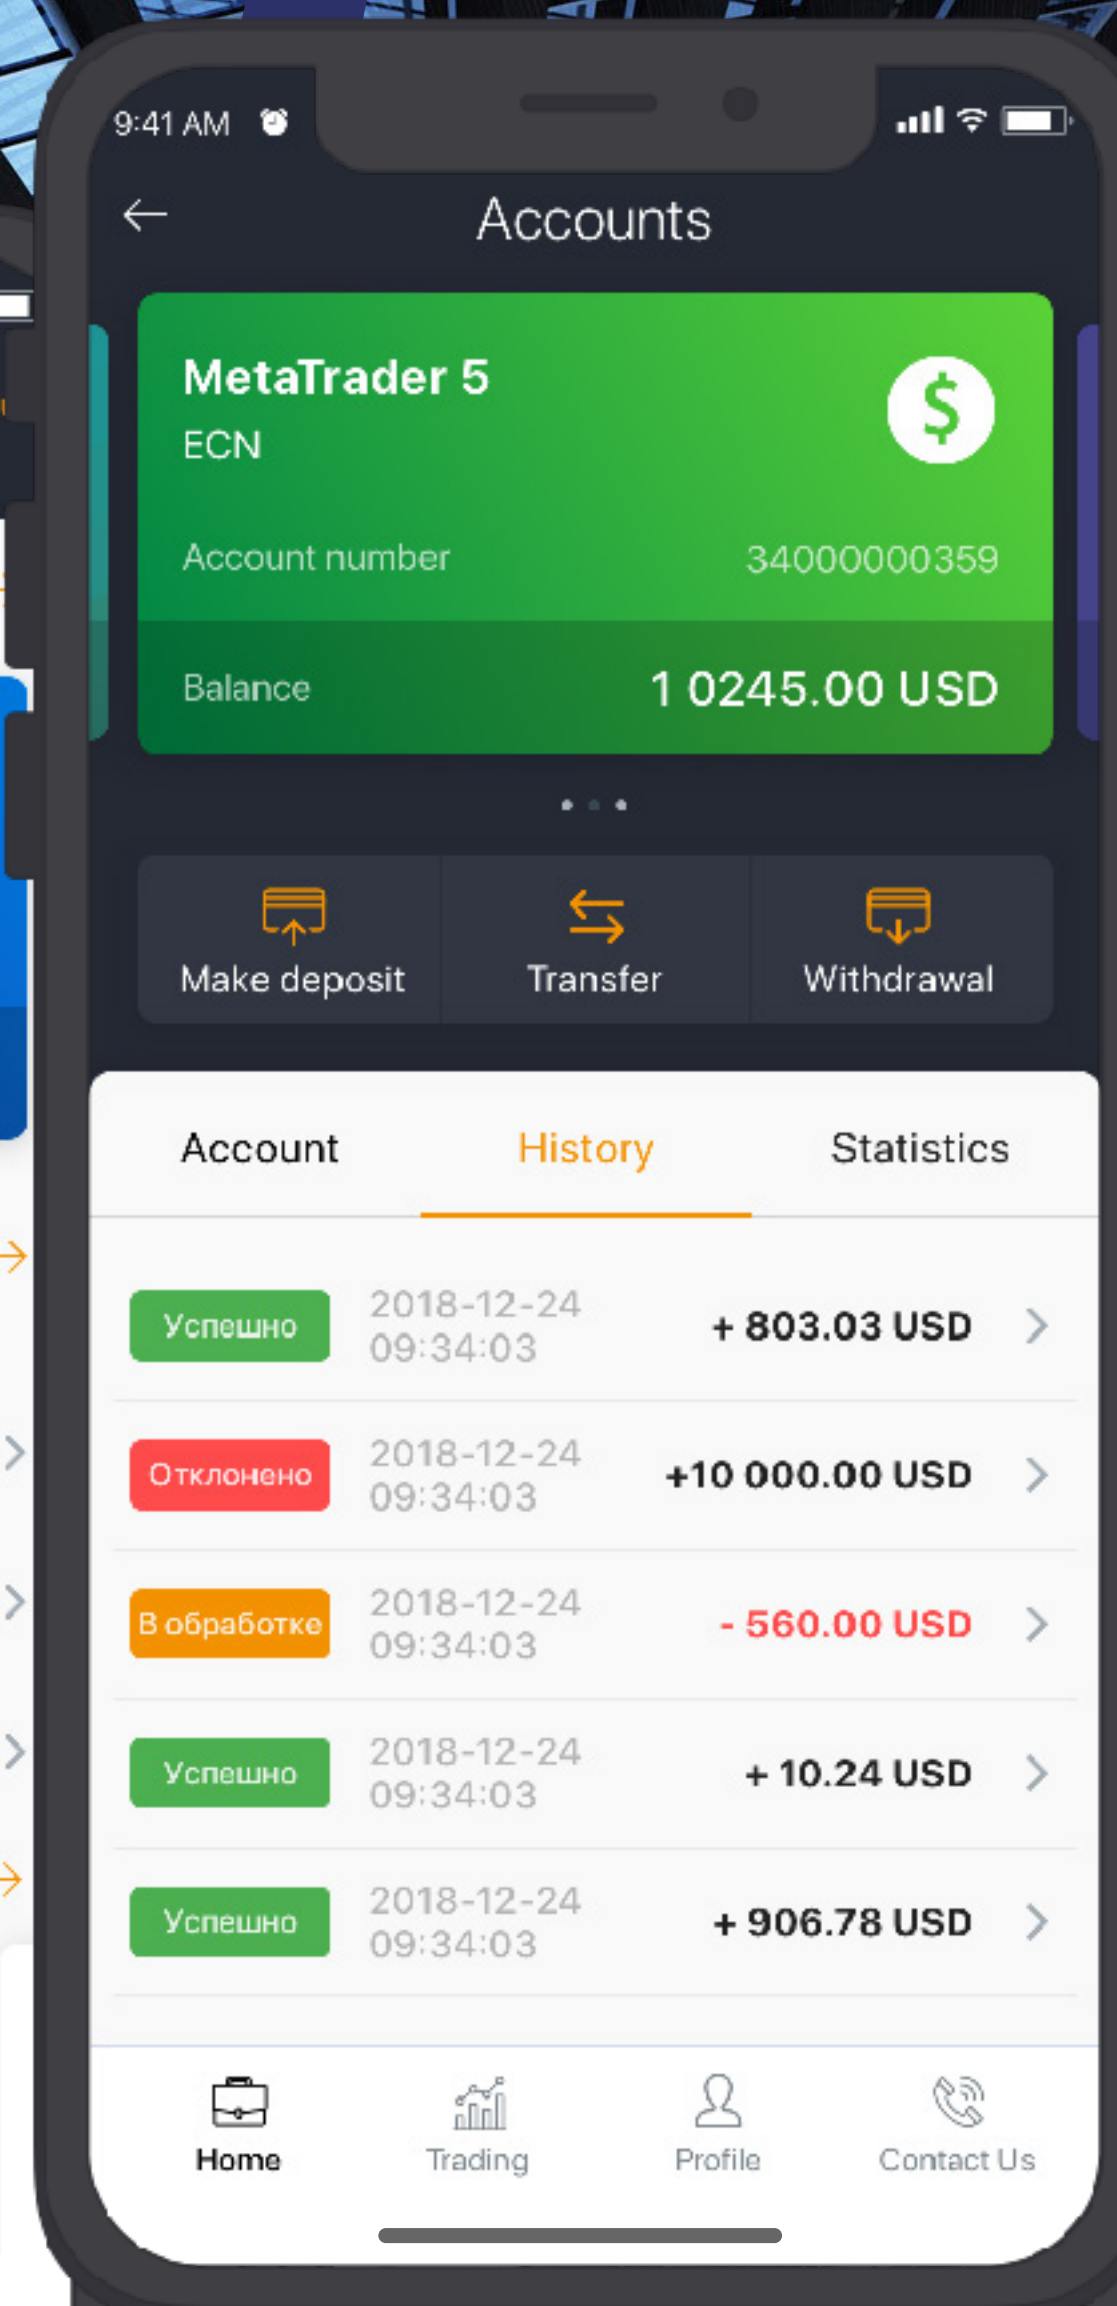 9:41 AM
Accounts
MetaTrader 5
ECN
Account number 34000000359
Balance 1 0245.00 USD
Make deposit Transfer Withdrawal
Account History Statistics
Успешно 2018-12-24 09:34:03 + 803.03 USD
Отклонено 2018-12-24 09:34:03 +10 000.00 USD
В обработке 2018-12-24 09:34:03 - 560.00 USD
Успешно 2018-12-24 09:34:03 + 10.24 USD
Успешно 2018-12-24 09:34:03 + 906.78 USD
Home Trading Profile Contact Us